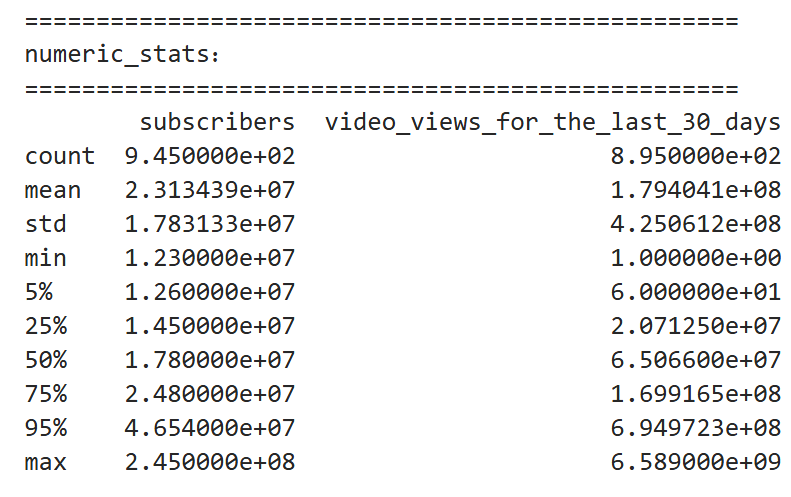 ==================================================
numeric_stats：
==================================================
subscribers video_views_for_the_last_30_days
count 9.450000e+02 8.950000e+02
mean 2.313439e+07 1.794041e+08
std 1.783133e+07 4.250612e+08
min 1.230000e+07 1.000000e+00
5% 1.260000e+07 6.000000e+01
25% 1.450000e+07 2.071250e+07
50% 1.780000e+07 6.506600e+07
75% 2.480000e+07 1.699165e+08
95% 4.654000e+07 6.949723e+08
max 2.450000e+08 6.589000e+09